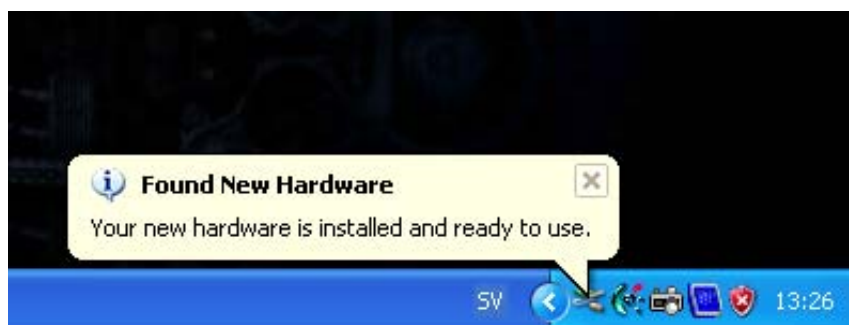 Found New Hardware
Your new hardware is installed and ready to use.
SV
13:26